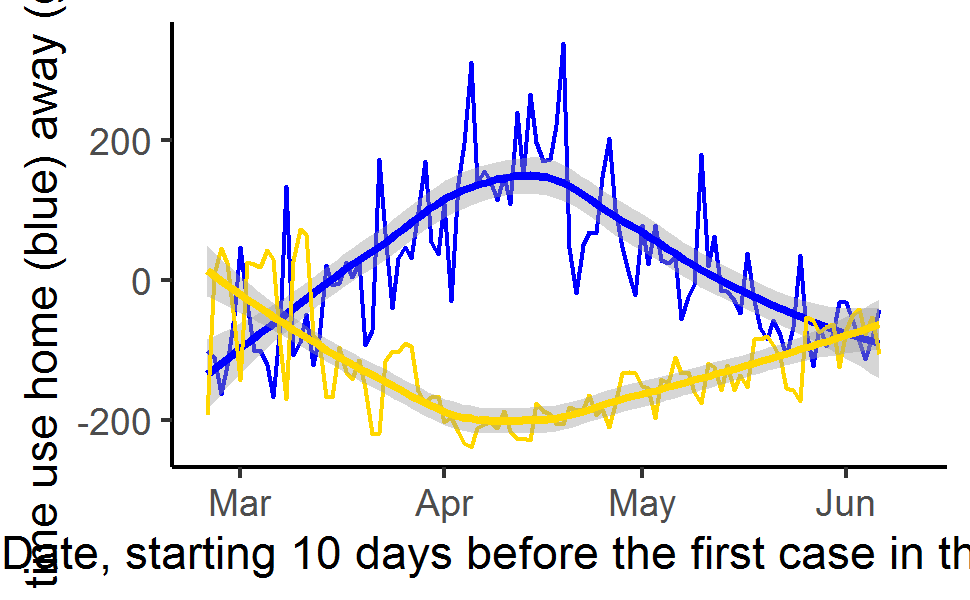 time use home (blue) away (
200
0
-200
Mar Apr May Jun
Date, starting 10 days before the first case in th